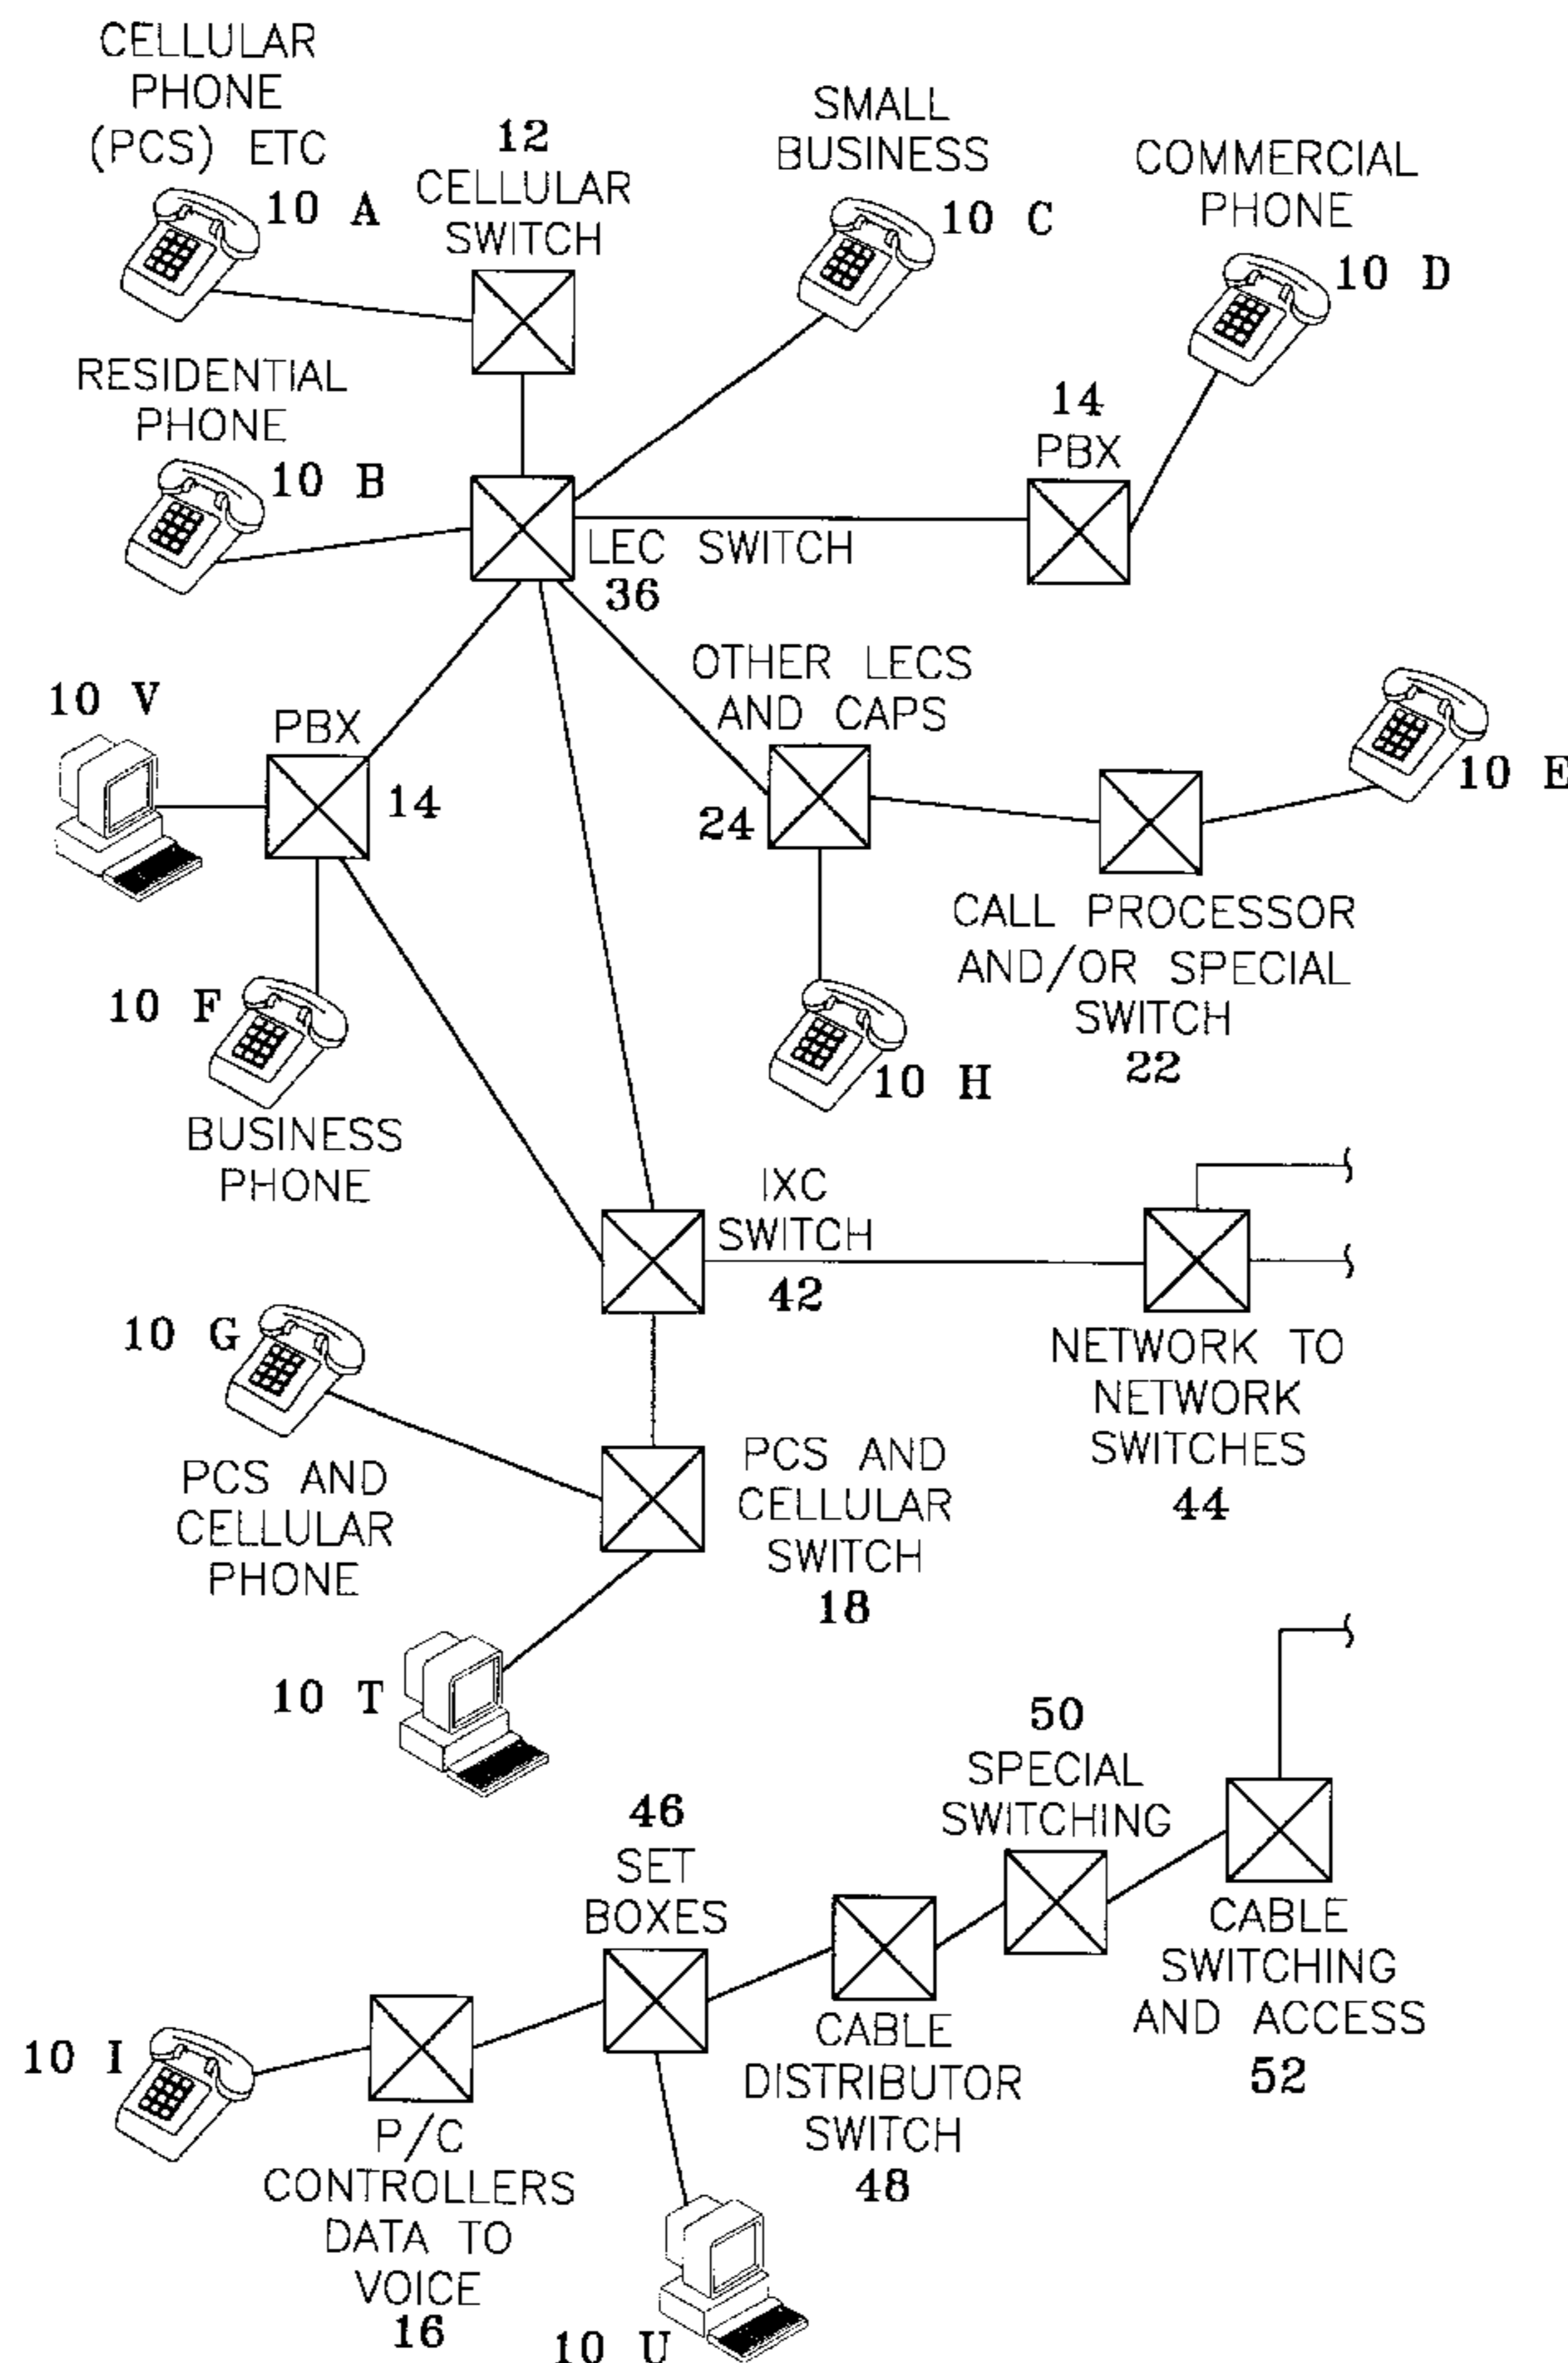 CELLULAR
PHONE
(PCS) ETC
10 A
12
CELLULAR
SWITCH
SMALL
BUSINESS
10 C
COMMERCIAL
PHONE
10 D
RESIDENTIAL
PHONE
10 B
14
PBX
LEC SWITCH
36
OTHER LECS
AND CAPS
24
10 V
PBX
14
10 E
CALL PROCESSOR
AND/OR SPECIAL
SWITCH
22
10 F
BUSINESS
PHONE
10 H
IXC
SWITCH
42
NETWORK TO
NETWORK
SWITCHES
44
10 G
PCS AND
CELLULAR
PHONE
PCS AND
CELLULAR
SWITCH
18
10 T
50
SPECIAL
SWITCHING
46
SET
BOXES
CABLE
SWITCHING
AND ACCESS
52
CABLE
DISTRIBUTOR
SWITCH
48
10 I
P/C
CONTROLLERS
DATA TO
VOICE
16
10 U